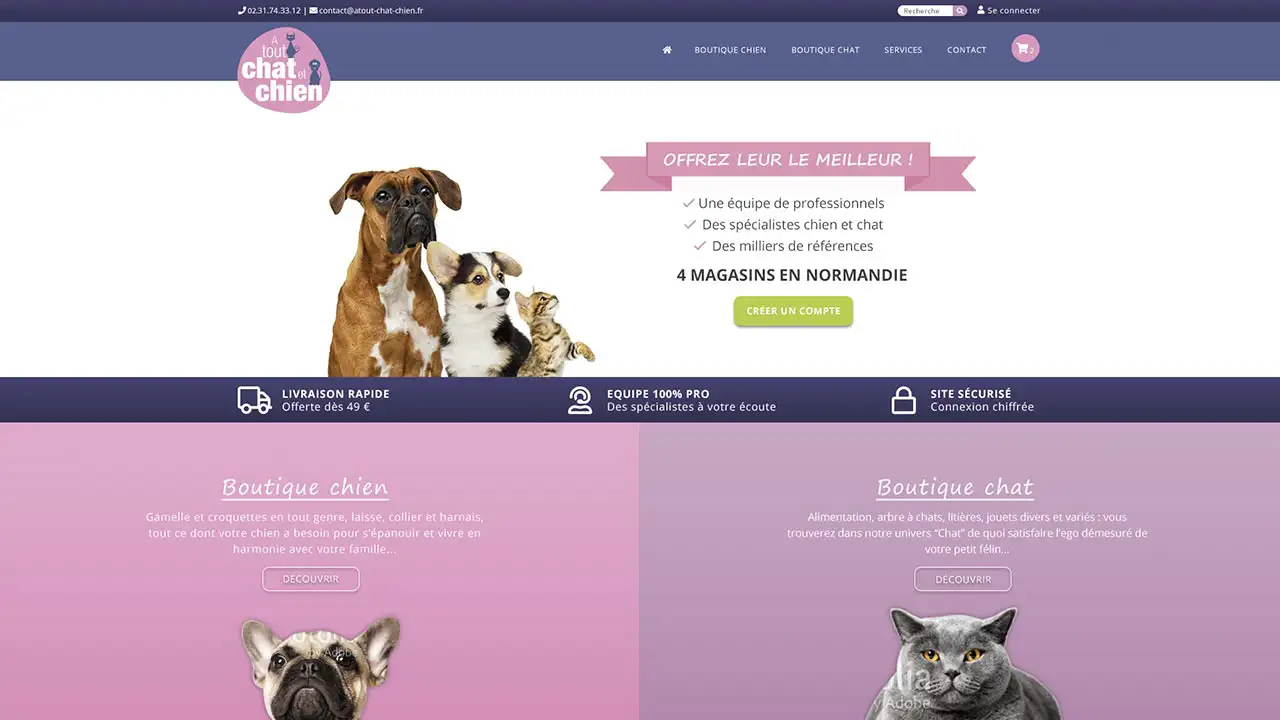 02.31.74.33.12 | contact@atout-chat-chien.fr
Recherche
Se connecter
A
tout
chat et
chien
BOUTIQUE CHIEN
BOUTIQUE CHAT
SERVICES
CONTACT
2
OFFREZ LEUR LE MEILLEUR !
Une équipe de professionnels
Des spécialistes chien et chat
Des milliers de références
4 MAGASINS EN NORMANDIE
CRÉER UN COMPTE
LIVRAISON RAPIDE
Offerte dès 49 €
EQUIPE 100% PRO
Des spécialistes à votre écoute
SITE SÉCURISÉ
Connexion chiffrée
Boutique chien
Gamelle et croquettes en tout genre, laisse, collier et harnais,
tout ce dont votre chien a besoin pour s’épanouir et vivre en
harmonie avec votre famille...
DÉCOUVRIR
Boutique chat
Alimentation, arbre à chats, litières, jouets divers et variés : vous
trouverez dans notre univers “Chat” de quoi satisfaire l’ego démesuré de
votre petit félin...
DÉCOUVRIR
by Adobe
by Adobe